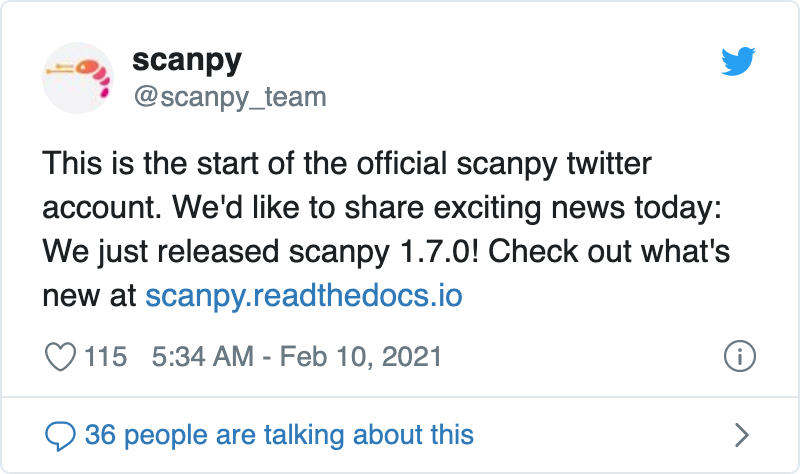 scanpy
@scanpy_team
This is the start of the official scanpy twitter
account. We'd like to share exciting news today:
We just released scanpy 1.7.0! Check out what's
new at scanpy.readthedocs.io
115 5:34 AM - Feb 10, 2021
36 people are talking about this